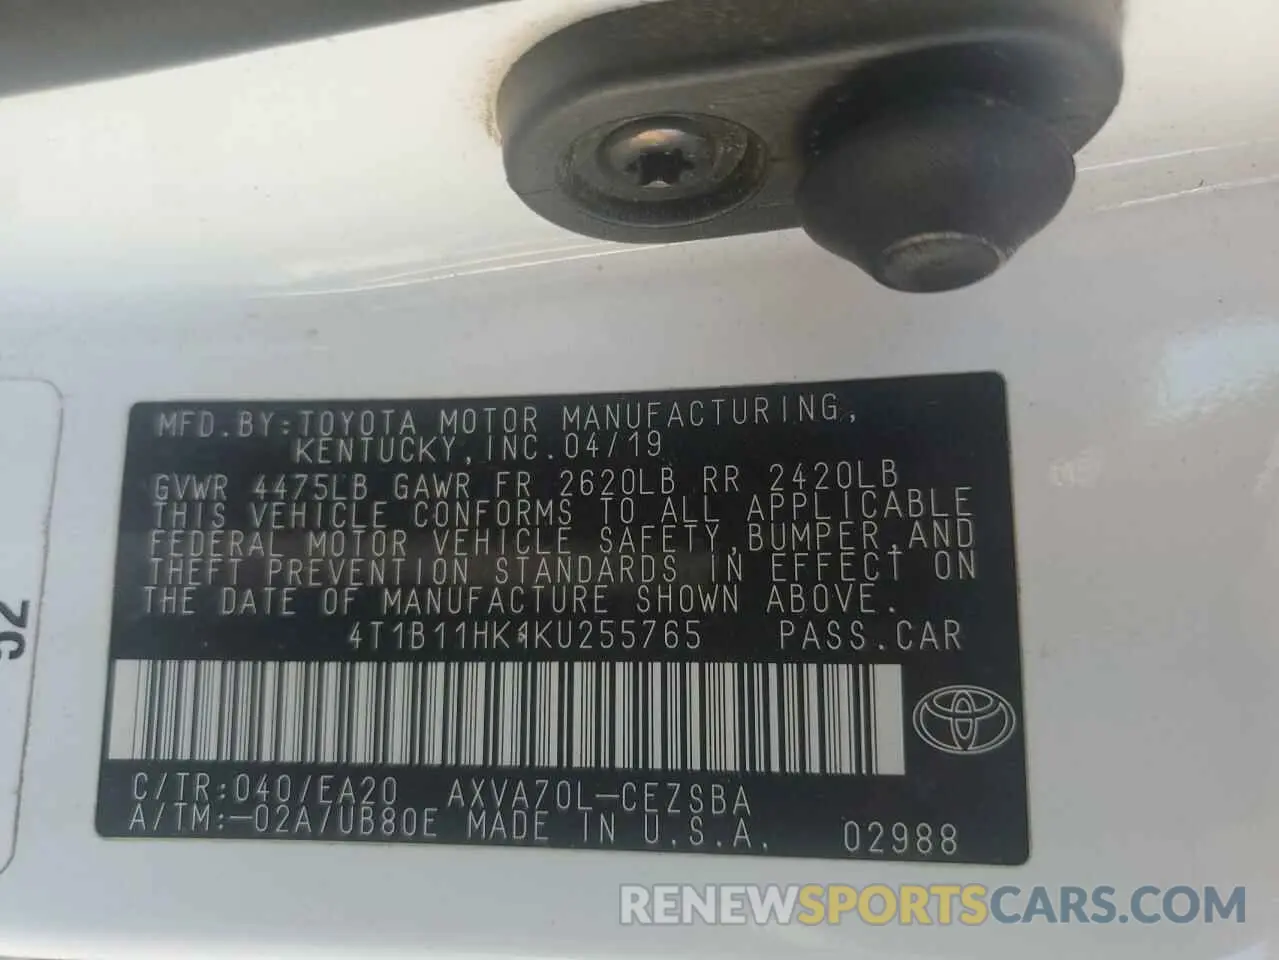 MFD.BY:TOYOTA MOTOR MANUFACTURING,
KENTUCKY,INC.04/19
GVWR 4475LB GAWR FR 2620LB RR 2420LB
THIS VEHICLE CONFORMS TO ALL APPLICABLE
FEDERAL MOTOR VEHICLE SAFETY,BUMPER,AND
THEFT PREVENTION STANDARDS IN EFFECT ON
THE DATE OF MANUFACTURE SHOWN ABOVE.
4T1B11HK1KU255765 PASS.CAR
C/TR:040/EA20 AXVA70L-CEZSBA
A/TM:-02A/UB80E MADE IN U.S.A. 02988
RENEWSPORTSCARS.COM